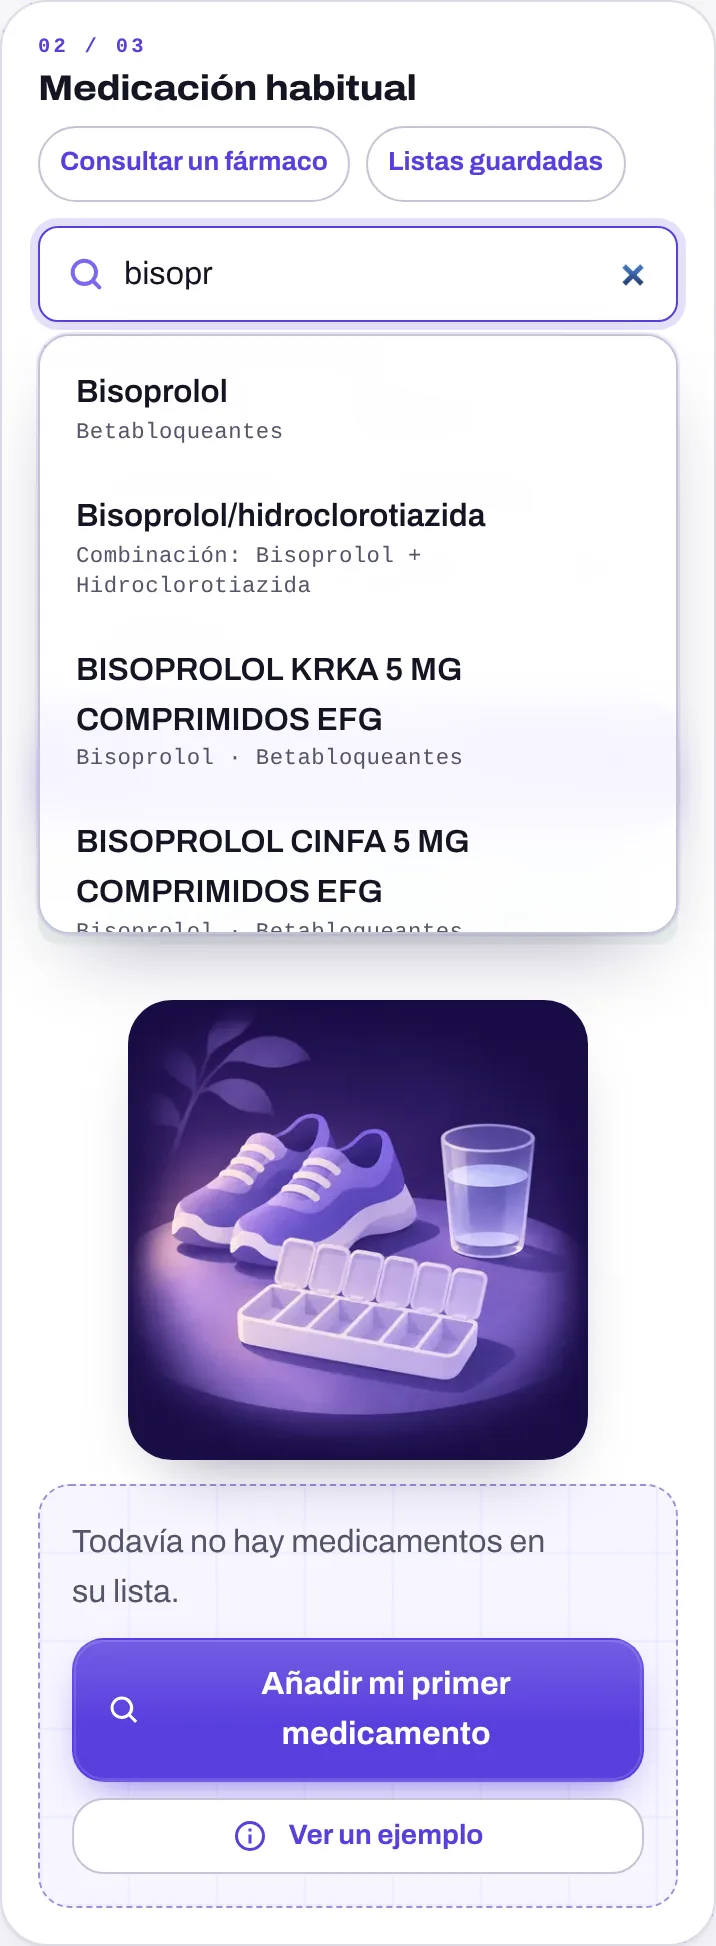 02 / 03
Medicación habitual
Consultar un fármaco
Listas guardadas
bisopr
Bisoprolol
Betabloqueantes
Bisoprolol/hidroclorotiazida
Combinación: Bisoprolol +
Hidroclorotiazida
BISOPROLOL KRKA 5 MG
COMPRIMIDOS EFG
Bisoprolol · Betabloqueantes
BISOPROLOL CINFA 5 MG
COMPRIMIDOS EFG
Bisoprolol · Betabloqueantes
Todavía no hay medicamentos en
su lista.
Añadir mi primer
medicamento
Ver un ejemplo